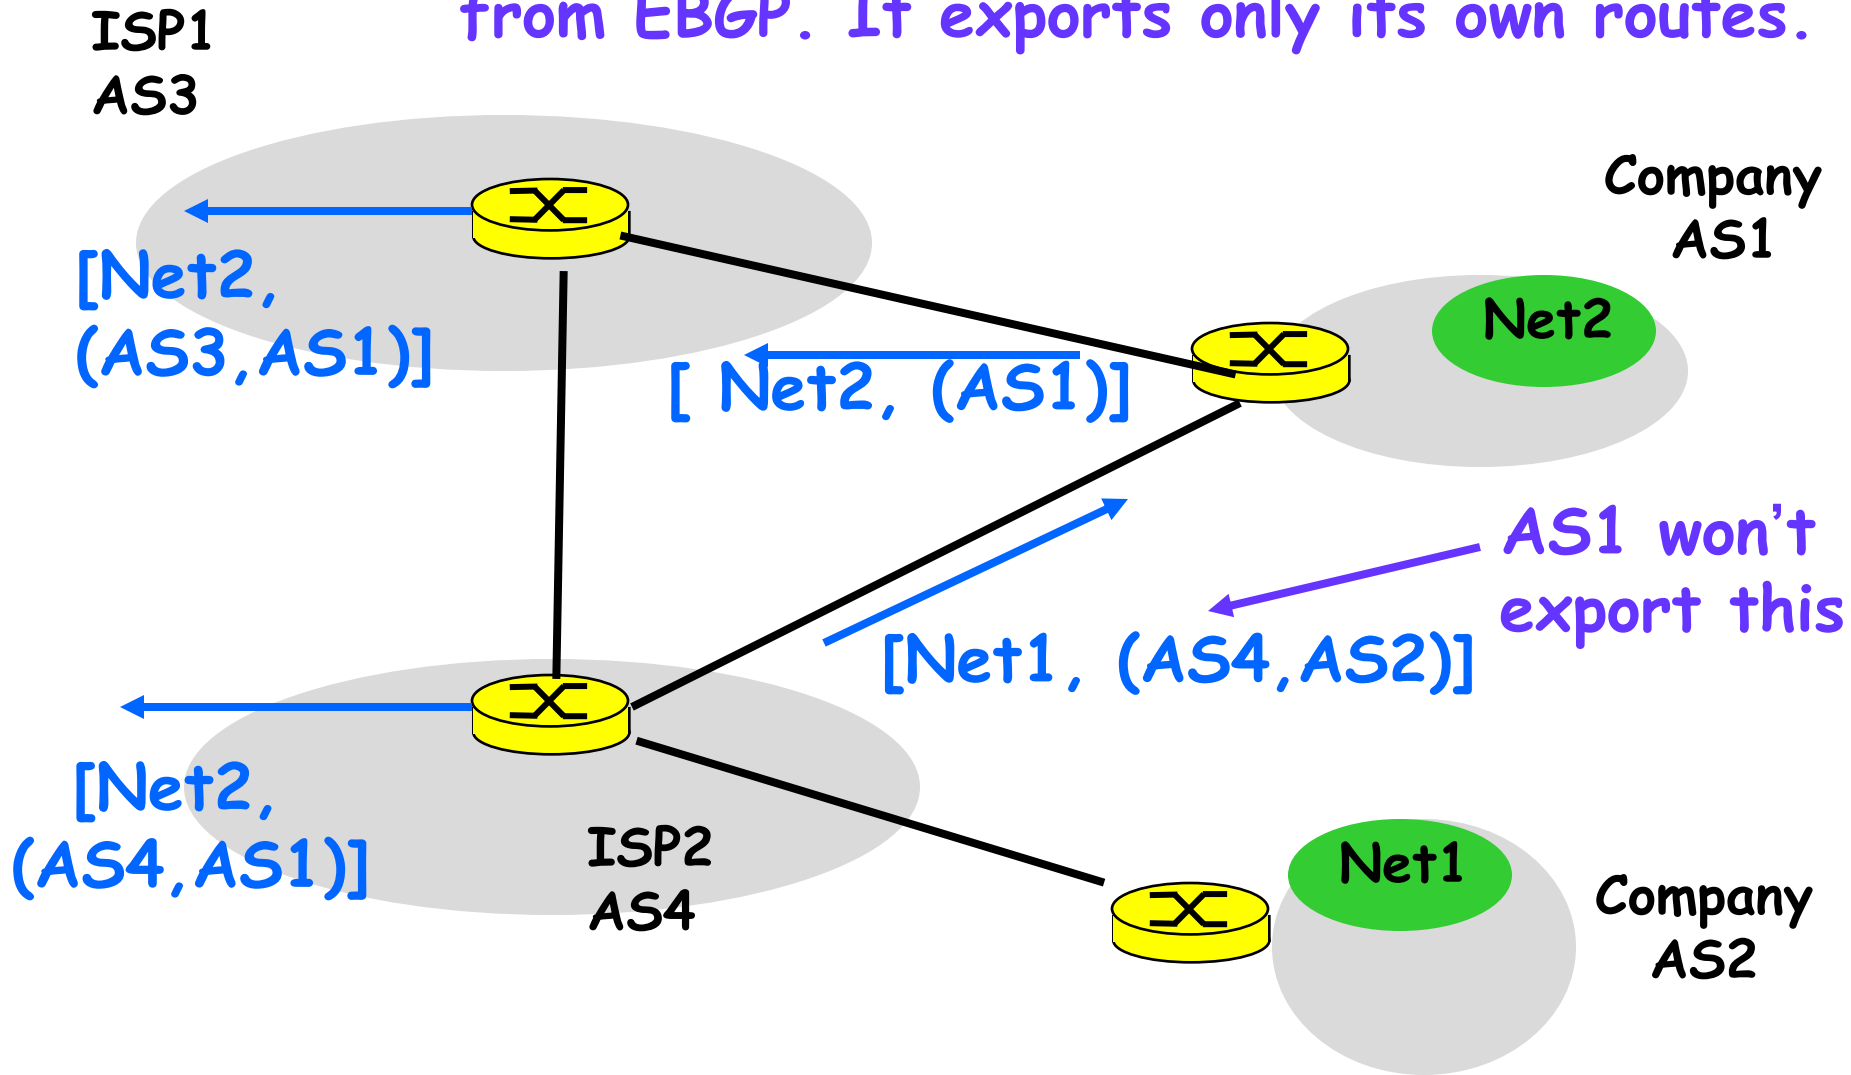 from EBGP. It exports only its own routes.
ISP1
AS3
Company
AS1
[Net2,
(AS3,AS1)]
Net2
[ Net2, (AS1)]
AS1 won’t
export this
[Net1, (AS4,AS2)]
[Net2,
(AS4,AS1)]
ISP2
AS4
Net1
Company
AS2